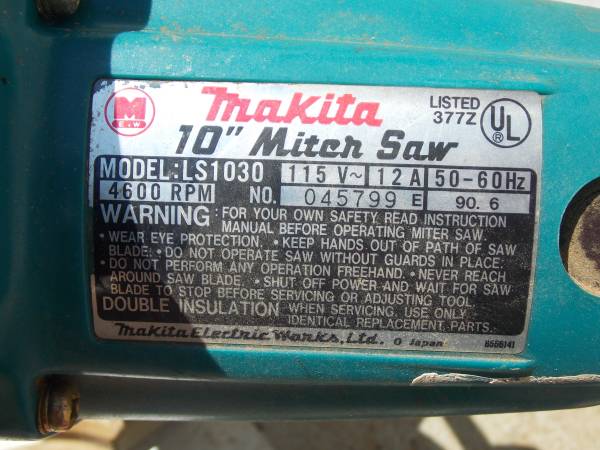 M
E.W
makita
LISTED
377Z
UL
10" Miter Saw
MODEL:LS1030 115 V~ 12 A 50-60Hz
4600 RPM NO. 045799 E 90. 6
WARNING: FOR YOUR OWN SAFETY READ INSTRUCTION
MANUAL BEFORE OPERATING MITER SAW.
• WEAR EYE PROTECTION. • KEEP HANDS OUT OF PATH OF SAW
BLADE. • DO NOT OPERATE SAW WITHOUT GUARDS IN PLACE.
• DO NOT PERFORM ANY OPERATION FREEHAND. • NEVER REACH
AROUND SAW BLADE. • SHUT OFF POWER AND WAIT FOR SAW
BLADE TO STOP BEFORE SERVICING OR ADJUSTING TOOL.
DOUBLE INSULATION WHEN SERVICING, USE ONLY
IDENTICAL REPLACEMENT PARTS.
Makita Electric Works, Ltd. O Japan